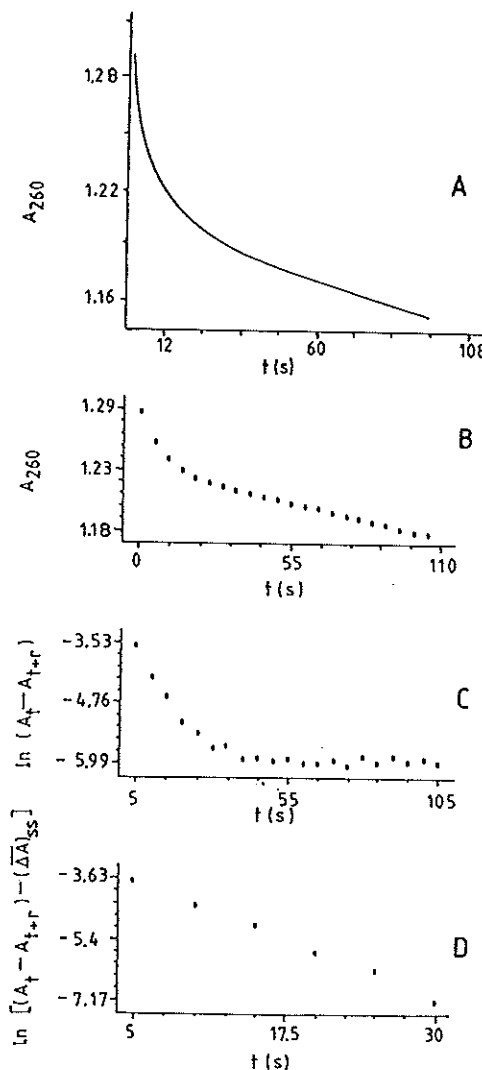 1.28
1.22
1.16
A260
A
12 60 108
t (s)
1.29
1.23
1.18
A260
B
0 55 110
t (s)
-3.53
-4.76
-5.99
ln (At-At+r)
C
5 55 105
t (s)
-3.63
-5.4
-7.17
ln [(At-At+r)-(ΔA)ss]
D
5 17.5 30
t (s)